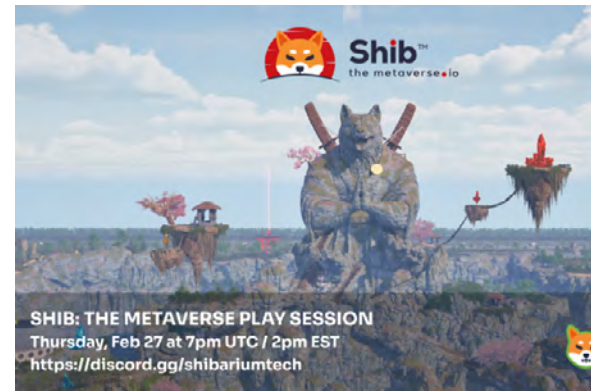 Shib™
the metaverse.io
SHIB: THE METAVERSE PLAY SESSION
Thursday, Feb 27 at 7pm UTC / 2pm EST
https://discord.gg/shibariumtech